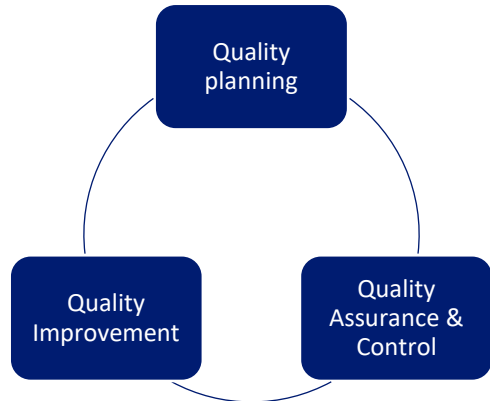 Quality
planning
Quality
Improvement
Quality
Assurance &
Control